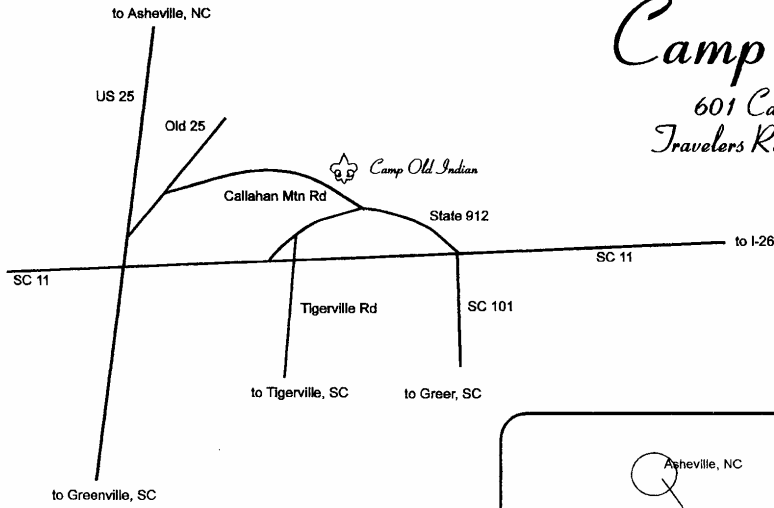 to Asheville, NC
Camp
US 25
601 Ca
Old 25
Travelers R
Camp Old Indian
Callahan Mtn Rd
State 912
to I-26
SC 11
SC 11
Tigerville Rd
SC 101
to Tigerville, SC
to Greer, SC
Asheville, NC
to Greenville, SC